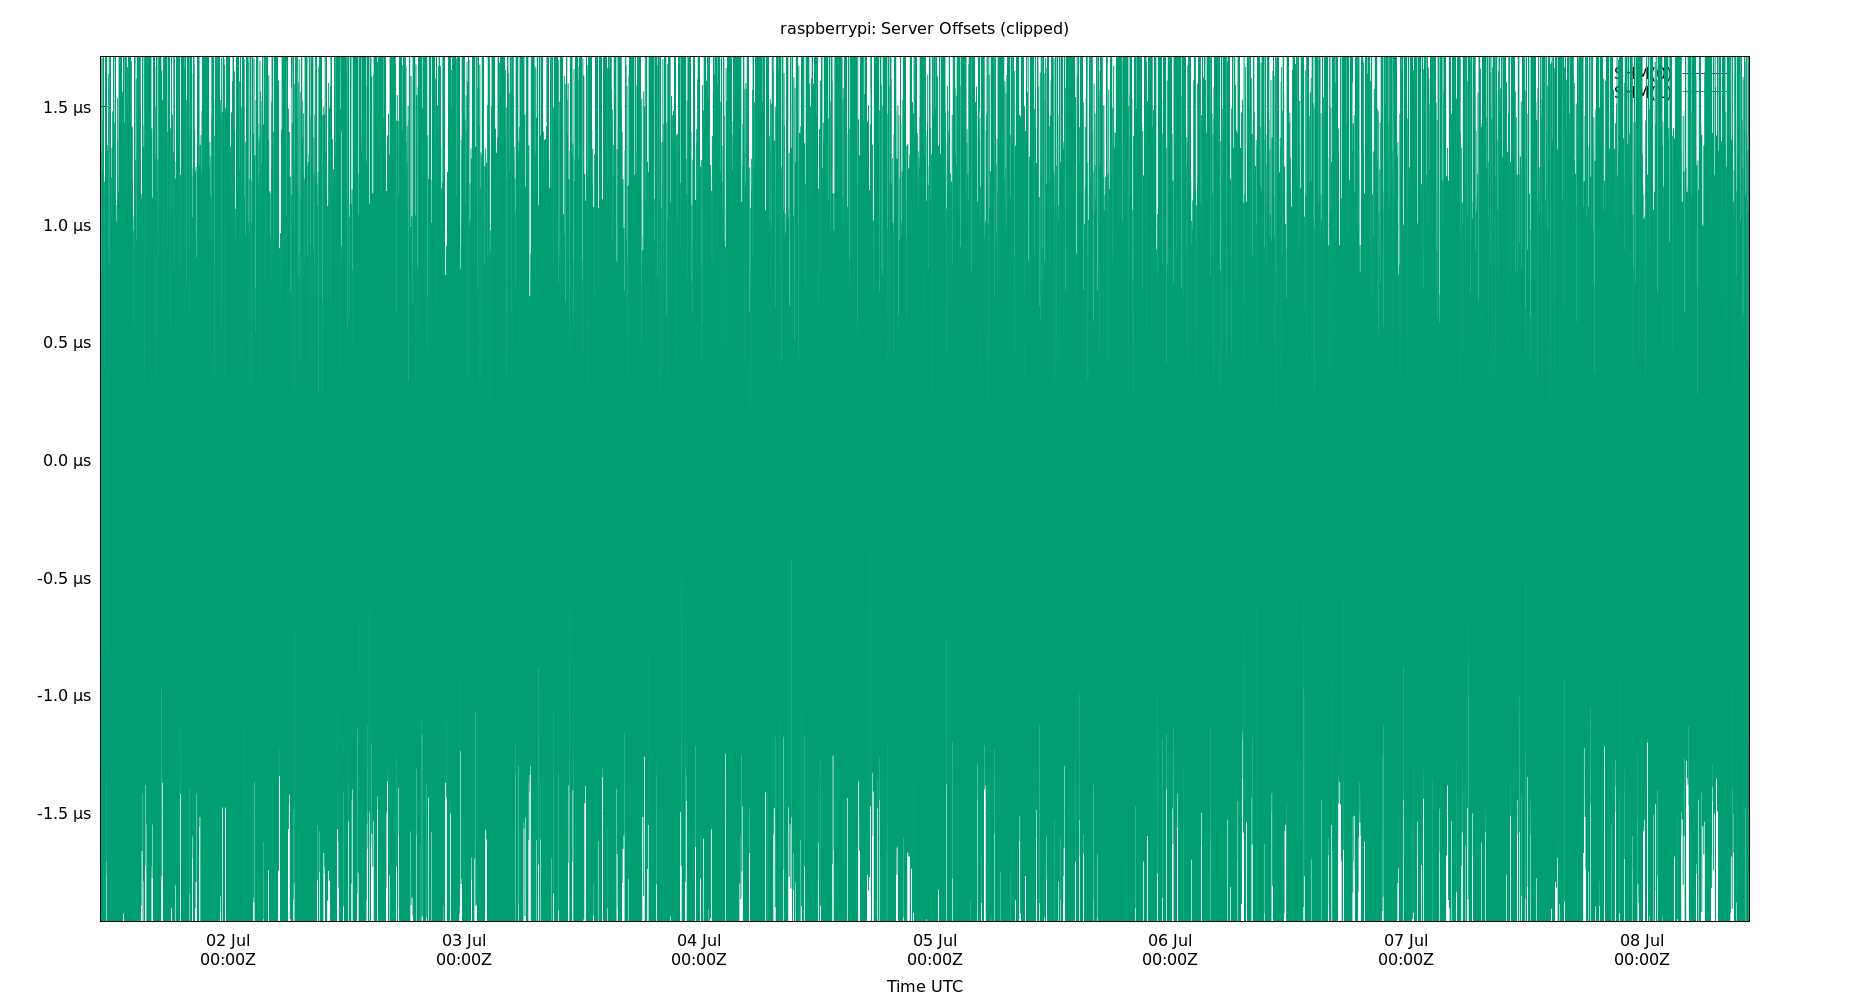 raspberrypi: Server Offsets (clipped)
SHM(0)
1.5 µs
1.0 µs
0.5 µs
0.0 µs
-0.5 µs
-1.0 µs
-1.5 µs
02 Jul 03 Jul 04 Jul 05 Jul 06 Jul 07 Jul 08 Jul
00:00Z 00:00Z 00:00Z 00:00Z 00:00Z 00:00Z 00:00Z
Time UTC